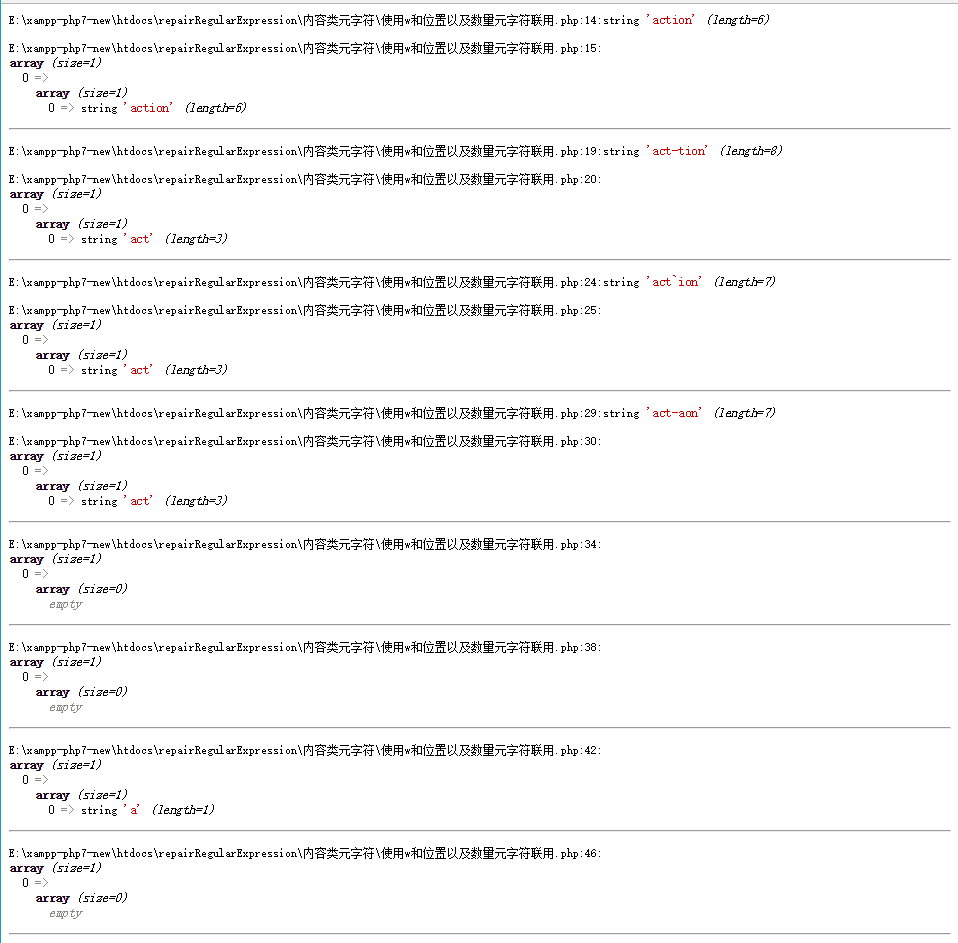 E:\xampp-php7-new\htdocs\repairRegularExpression\内容类元字符\使用w和位置以及数量元字符联用.php:14:string 'action' (length=6)
E:\xampp-php7-new\htdocs\repairRegularExpression\内容类元字符\使用w和位置以及数量元字符联用.php:15:
array (size=1)
0 =>
array (size=1)
0 => string 'action' (length=6)
E:\xampp-php7-new\htdocs\repairRegularExpression\内容类元字符\使用w和位置以及数量元字符联用.php:19:string 'act-tion' (length=8)
E:\xampp-php7-new\htdocs\repairRegularExpression\内容类元字符\使用w和位置以及数量元字符联用.php:20:
array (size=1)
0 =>
array (size=1)
0 => string 'act' (length=3)
E:\xampp-php7-new\htdocs\repairRegularExpression\内容类元字符\使用w和位置以及数量元字符联用.php:24:string 'act`ion' (length=7)
E:\xampp-php7-new\htdocs\repairRegularExpression\内容类元字符\使用w和位置以及数量元字符联用.php:25:
array (size=1)
0 =>
array (size=1)
0 => string 'act' (length=3)
E:\xampp-php7-new\htdocs\repairRegularExpression\内容类元字符\使用w和位置以及数量元字符联用.php:29:string 'act-aon' (length=7)
E:\xampp-php7-new\htdocs\repairRegularExpression\内容类元字符\使用w和位置以及数量元字符联用.php:30:
array (size=1)
0 =>
array (size=1)
0 => string 'act' (length=3)
E:\xampp-php7-new\htdocs\repairRegularExpression\内容类元字符\使用w和位置以及数量元字符联用.php:34:
array (size=1)
0 =>
array (size=0)
empty
E:\xampp-php7-new\htdocs\repairRegularExpression\内容类元字符\使用w和位置以及数量元字符联用.php:38:
array (size=1)
0 =>
array (size=0)
empty
E:\xampp-php7-new\htdocs\repairRegularExpression\内容类元字符\使用w和位置以及数量元字符联用.php:42:
array (size=1)
0 =>
array (size=1)
0 => string 'a' (length=1)
E:\xampp-php7-new\htdocs\repairRegularExpression\内容类元字符\使用w和位置以及数量元字符联用.php:46:
array (size=1)
0 =>
array (size=0)
empty